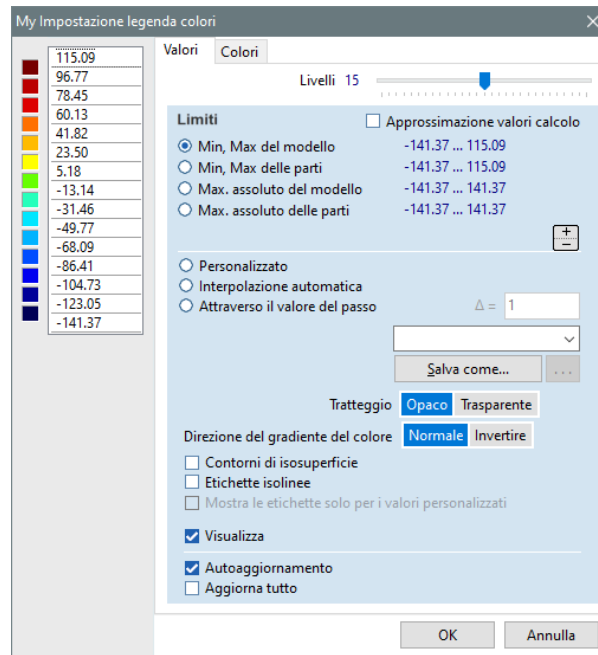 My Impostazione legenda colori
115.09
96.77
78.45
60.13
41.82
23.50
5.18
-13.14
-31.46
-49.77
-68.09
-86.41
-104.73
-123.05
-141.37
Valori Colori
Livelli 15
Limiti Approssimazione valori calcolo
Min, Max del modello -141.37 ... 115.09
Min, Max delle parti -141.37 ... 115.09
Max. assoluto del modello -141.37 ... 141.37
Max. assoluto delle parti -141.37 ... 141.37
+
−
Personalizzato
Interpolazione automatica
Attraverso il valore del passo Δ = 1
Salva come... ...
Tratteggio Opaco Trasparente
Direzione del gradiente del colore Normale Invertire
Contorni di isosuperficie
Etichette isolinee
Mostra le etichette solo per i valori personalizzati
Visualizza
Autoaggiornamento
Aggiorna tutto
OK Annulla